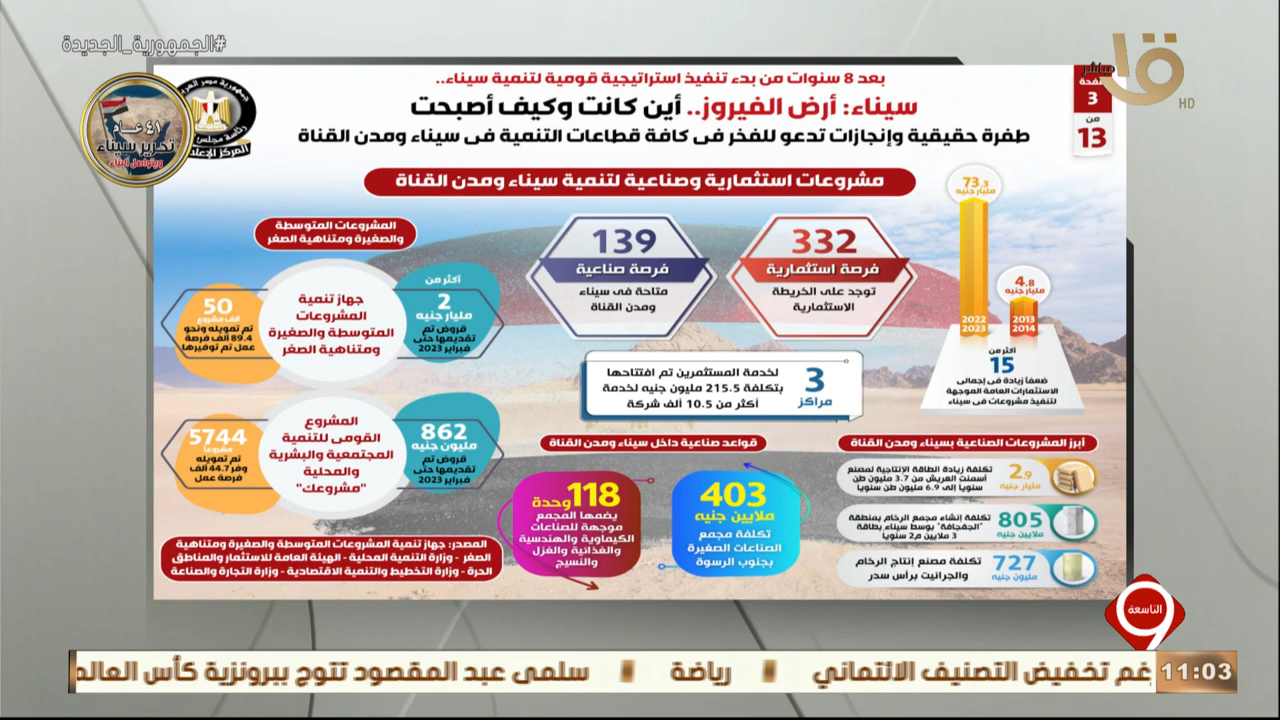 #الجمهورية_الجديدة
مباشر
HD
صفحة
3
من
13
بعد 8 سنوات من بدء تنفيذ استراتيجية قومية لتنمية سيناء..
سيناء: أرض الفيروز.. أين كانت وكيف أصبحت
طفرة حقيقية وإنجازات تدعو للفخر فى كافة قطاعات التنمية فى سيناء ومدن القناة
٤١ عام
تحرير سيناء
مشروعات استثمارية وصناعية لتنمية سيناء ومدن القناة
73.3
مليار جنيه
4.8
مليار جنيه
2022
2023
2013
2014
أكثر من
15
ضعفاً زيادة فى إجمالى
الاستثمارات العامة الموجهة
لتنفيذ مشروعات فى سيناء
332
فرصة استثمارية
توجد على الخريطة
الاستثمارية
139
فرصة صناعية
متاحة فى سيناء
ومدن القناة
3
مراكز
لخدمة المستثمرين تم افتتاحها
بتكلفة 215.5 مليون جنيه لخدمة
أكثر من 10.5 ألف شركة
المشروعات المتوسطة
والصغيرة ومتناهية الصغر
جهاز تنمية
المشروعات
المتوسطة والصغيرة
ومتناهية الصغر
أكثر من
2
مليار جنيه
قروض تم
تقديمها حتى
فبراير 2023
50
ألف مشروع
تم تمويله ونحو
89.4 ألف فرصة
عمل تم توفيرها
المشروع
القومى للتنمية
المجتمعية والبشرية
والمحلية
"مشروعك"
862
مليون جنيه
قروض تم
تقديمها حتى
فبراير 2023
5744
مشروعاً
تم تمويله
وفر 44.7 ألف
فرصة عمل
أبرز المشروعات الصناعية بسيناء ومدن القناة
2.9
مليار جنيه
تكلفة زيادة الطاقة الإنتاجية لمصنع
أسمنت العريش من 3.7 مليون طن
سنويا إلى 6.9 مليون طن سنويا
805
ملايين جنيه
تكلفة إنشاء مجمع الرخام بمنطقة
"الجفجافة" بوسط سيناء بطاقة
3 ملايين م2 سنويا
727
مليون جنيه
تكلفة مصنع إنتاج الرخام
والجرانيت برأس سدر
قواعد صناعية داخل سيناء ومدن القناة
403
ملايين جنيه
تكلفة مجمع
الصناعات الصغيرة
بجنوب الرسوة
118 وحدة
يضمها المجمع
موجهة للصناعات
الكيماوية والهندسية
والغذائية والغزل
والنسيج
المصدر: جهاز تنمية المشروعات المتوسطة والصغيرة ومتناهية
الصغر - وزارة التنمية المحلية - الهيئة العامة للاستثمار والمناطق
الحرة - وزارة التخطيط والتنمية الاقتصادية - وزارة التجارة والصناعة
التاسعة
9
11:03
غم تخفيض التصنيف الائتماني رياضة سلمى عبد المقصود تتوج ببرونزية كأس العالم